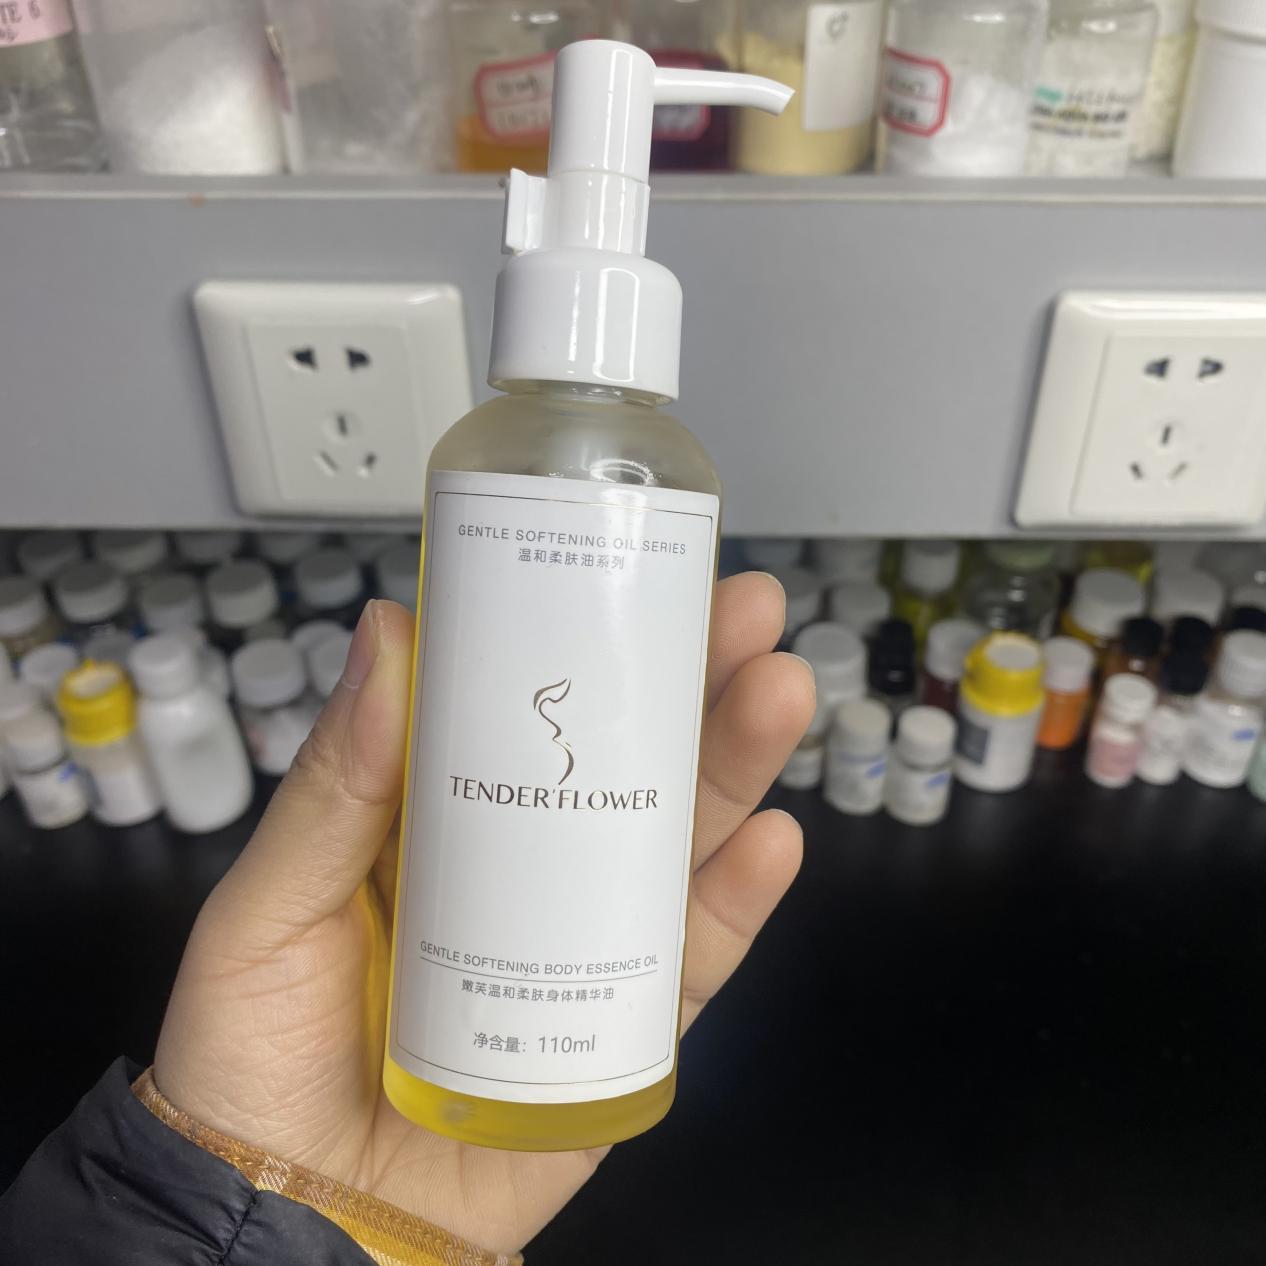 GENTLE SOFTENING OIL SERIES
温和柔肤油系列
TENDER'FLOWER
GENTLE SOFTENING BODY ESSENCE OIL
嫩芙温和柔肤身体精华油
净含量：110ml